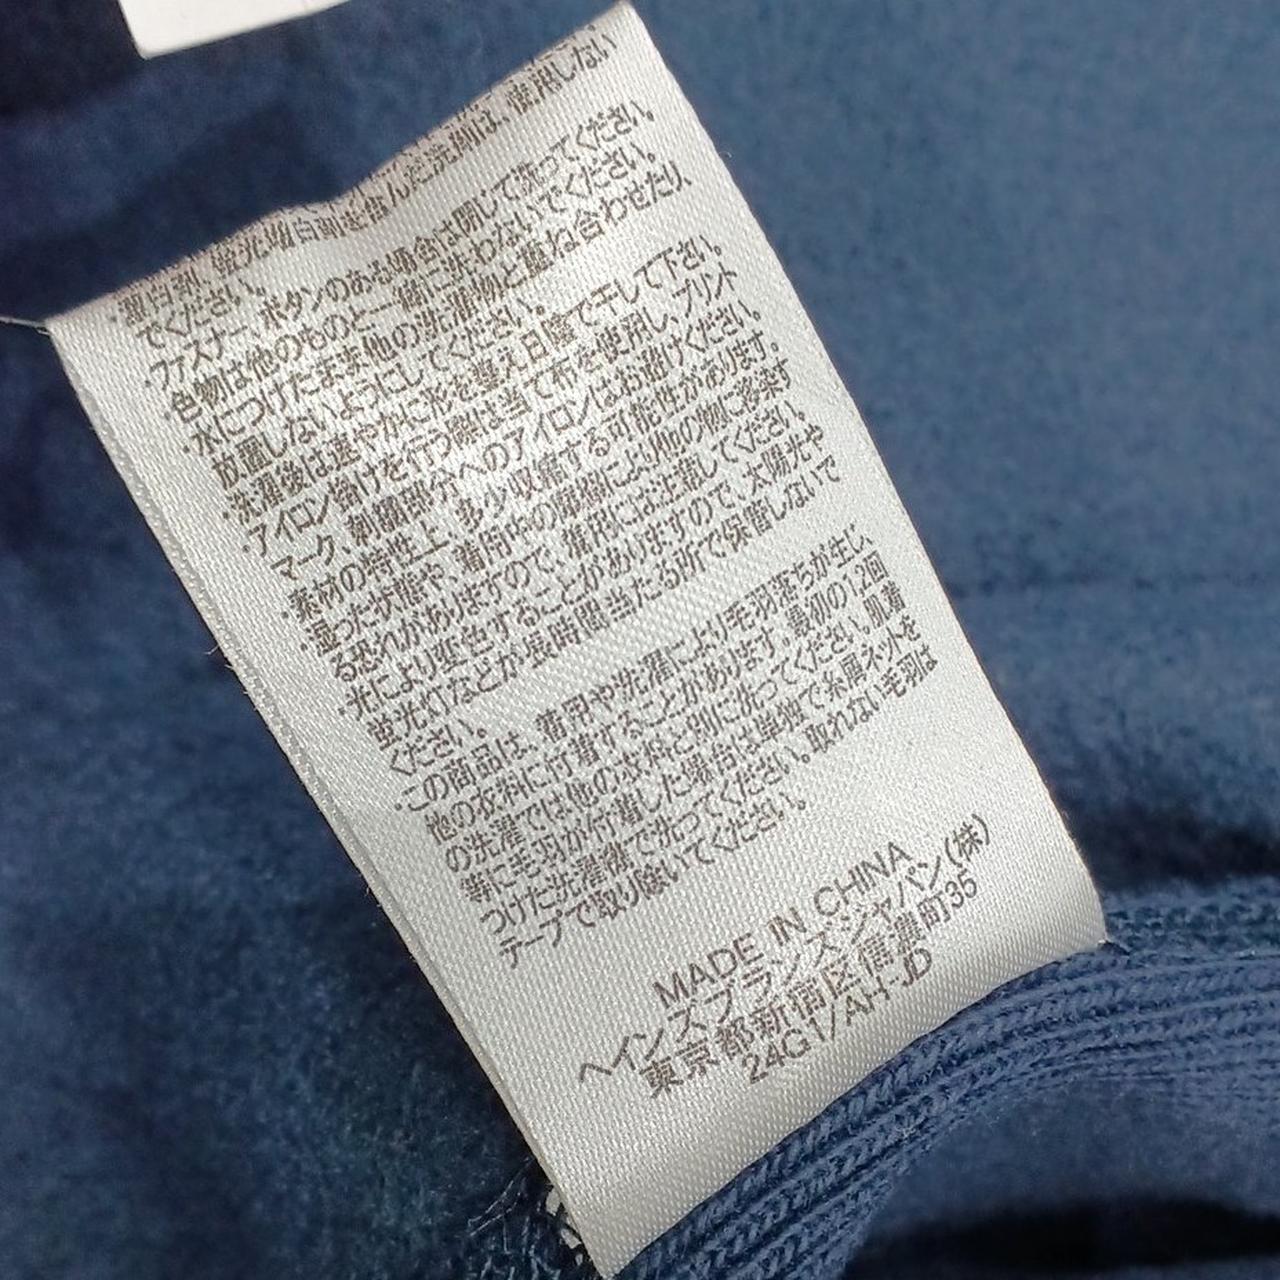 ・漂白剤、蛍光増白剤を含んだ洗剤は、使用しない
でください。
・ファスナー、ボタンのある場合は閉じて洗ってください。
・色物は他のものと一緒に洗わないでください。
・水につけたまま他の洗濯物と重ね合わせたり、
放置しないようにしてください。
・洗濯後は速やかに形を整え日陰で干して下さい。
・アイロン掛けを行う際は当て布を使用し、プリント
マーク、刺繍部分へのアイロンはお避けください。
・素材の特性上、多少収縮する可能性があります。
・湿った状態や、着用中の摩擦により他の物に移染す
る恐れがありますので、着用には注意してください。
・光により変色することがありますので、太陽光や
蛍光灯などが長時間当たる所で保管しないで
ください。
・この商品は、着用や洗濯により毛羽落ちが生じ、
他の衣料に付着することがあります。最初の1,2回
の洗濯では他の衣料と別に洗ってください。肌着
等に毛羽が付着した場合は単独で糸屑ネットを
つけた洗濯機で洗ってください。取れない毛羽は
テープで取り除いてください。
MADE IN CHINA
ヘインズブランズジャパン(株)
東京都新宿区信濃町35
24G1/AH-JD